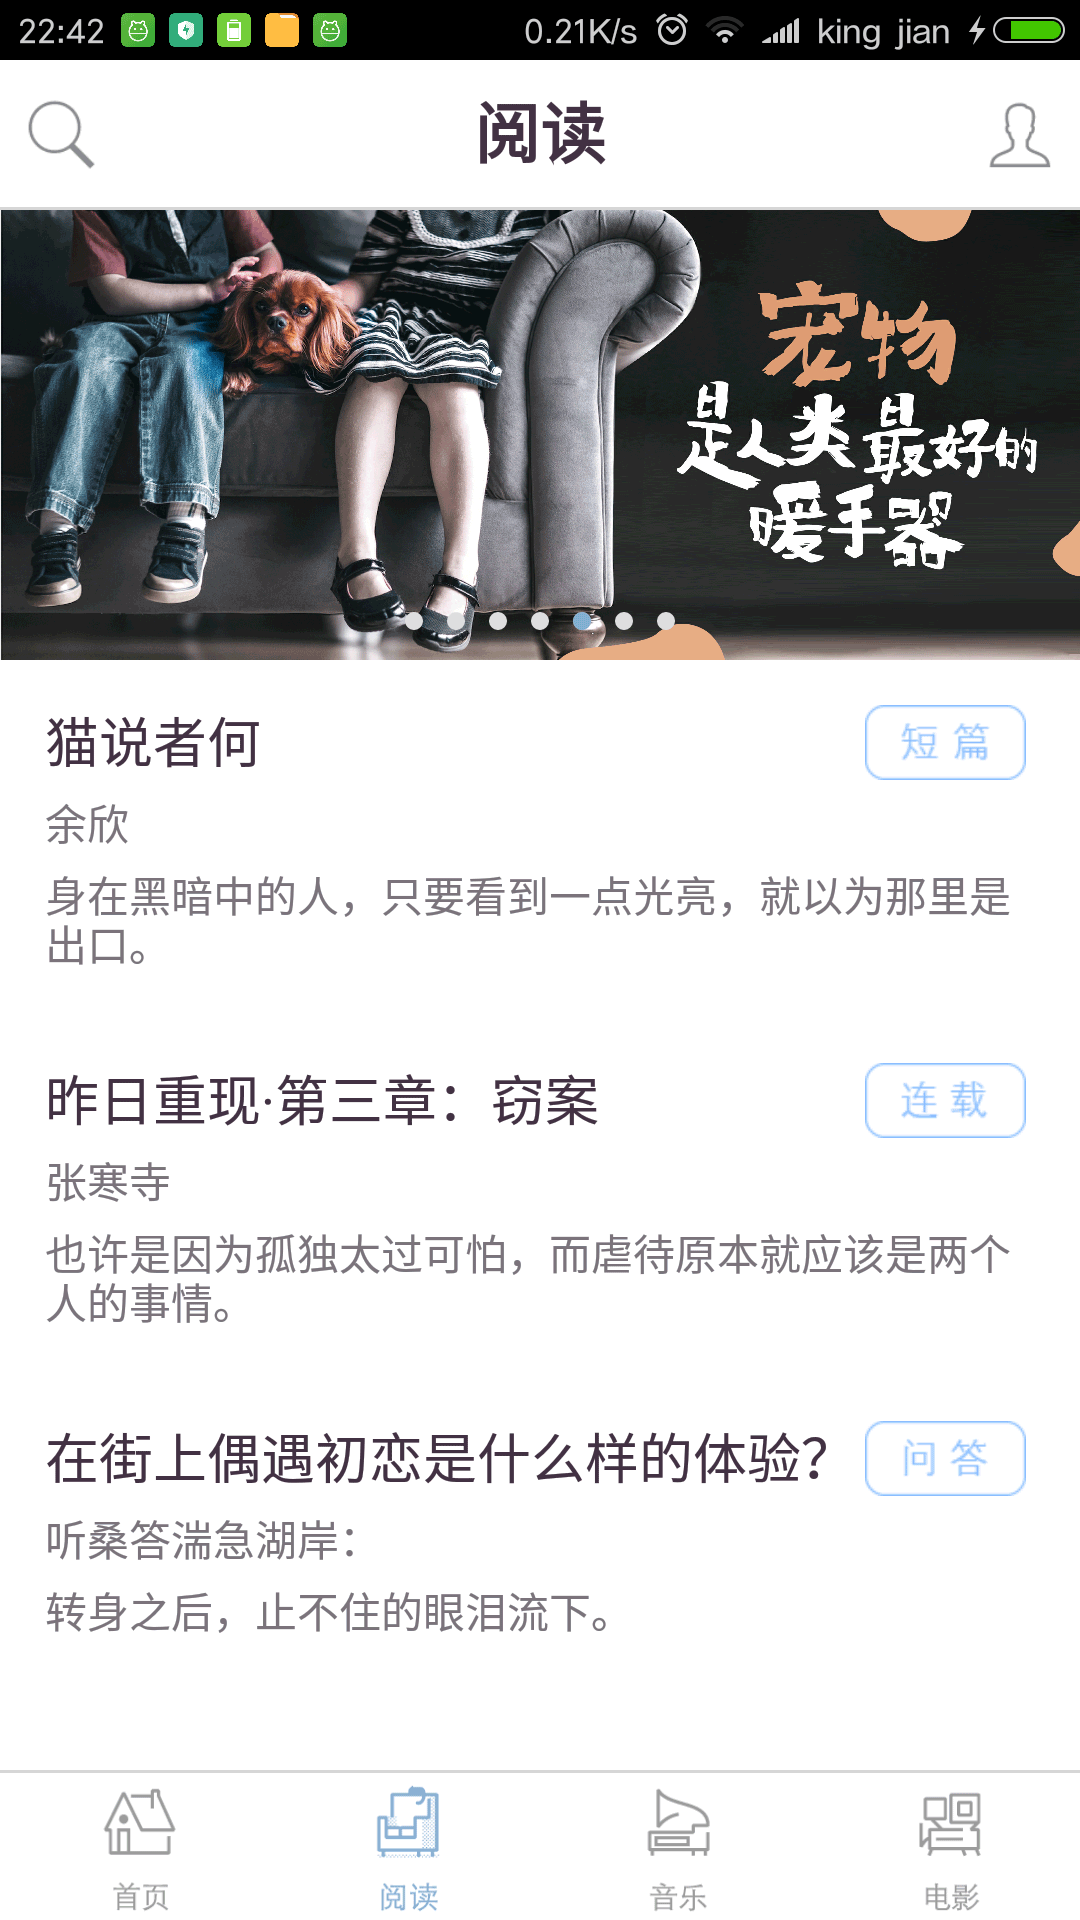 22:42 0.21K/s king jian
阅读
宠物
是人类最好的
暖手器
猫说者何 短篇
余欣
身在黑暗中的人，只要看到一点光亮，就以为那里是
出口。
昨日重现·第三章：窃案 连载
张寒寺
也许是因为孤独太过可怕，而虐待原本就应该是两个
人的事情。
在街上偶遇初恋是什么样的体验？ 问答
听桑答湍急湖岸：
转身之后，止不住的眼泪流下。
首页 阅读 音乐 电影